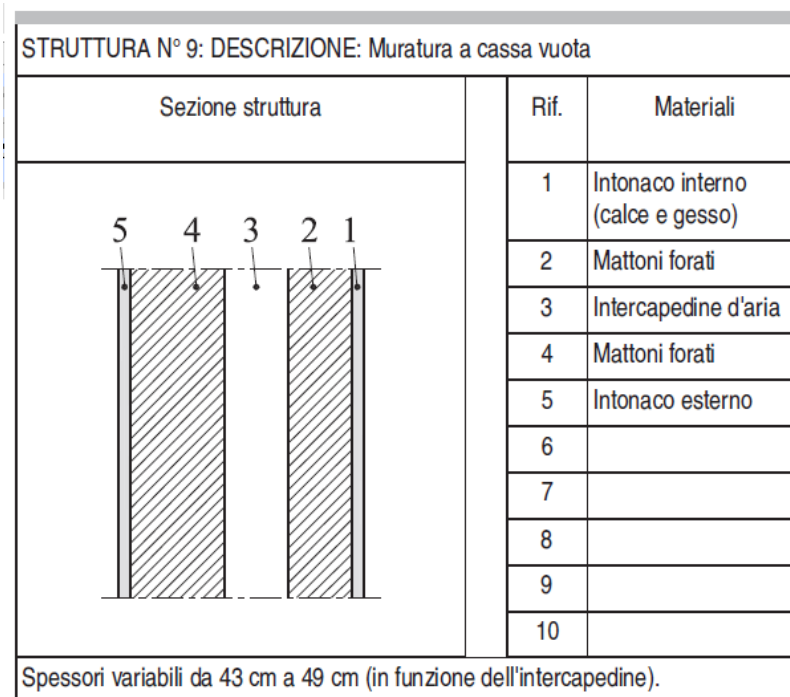 STRUTTURA N° 9: DESCRIZIONE: Muratura a cassa vuota
Sezione struttura
Rif.
Materiali
5 4 3 2 1
1 Intonaco interno
(calce e gesso)
2 Mattoni forati
3 Intercapedine d'aria
4 Mattoni forati
5 Intonaco esterno
6
7
8
9
10
Spessori variabili da 43 cm a 49 cm (in funzione dell'intercapedine).